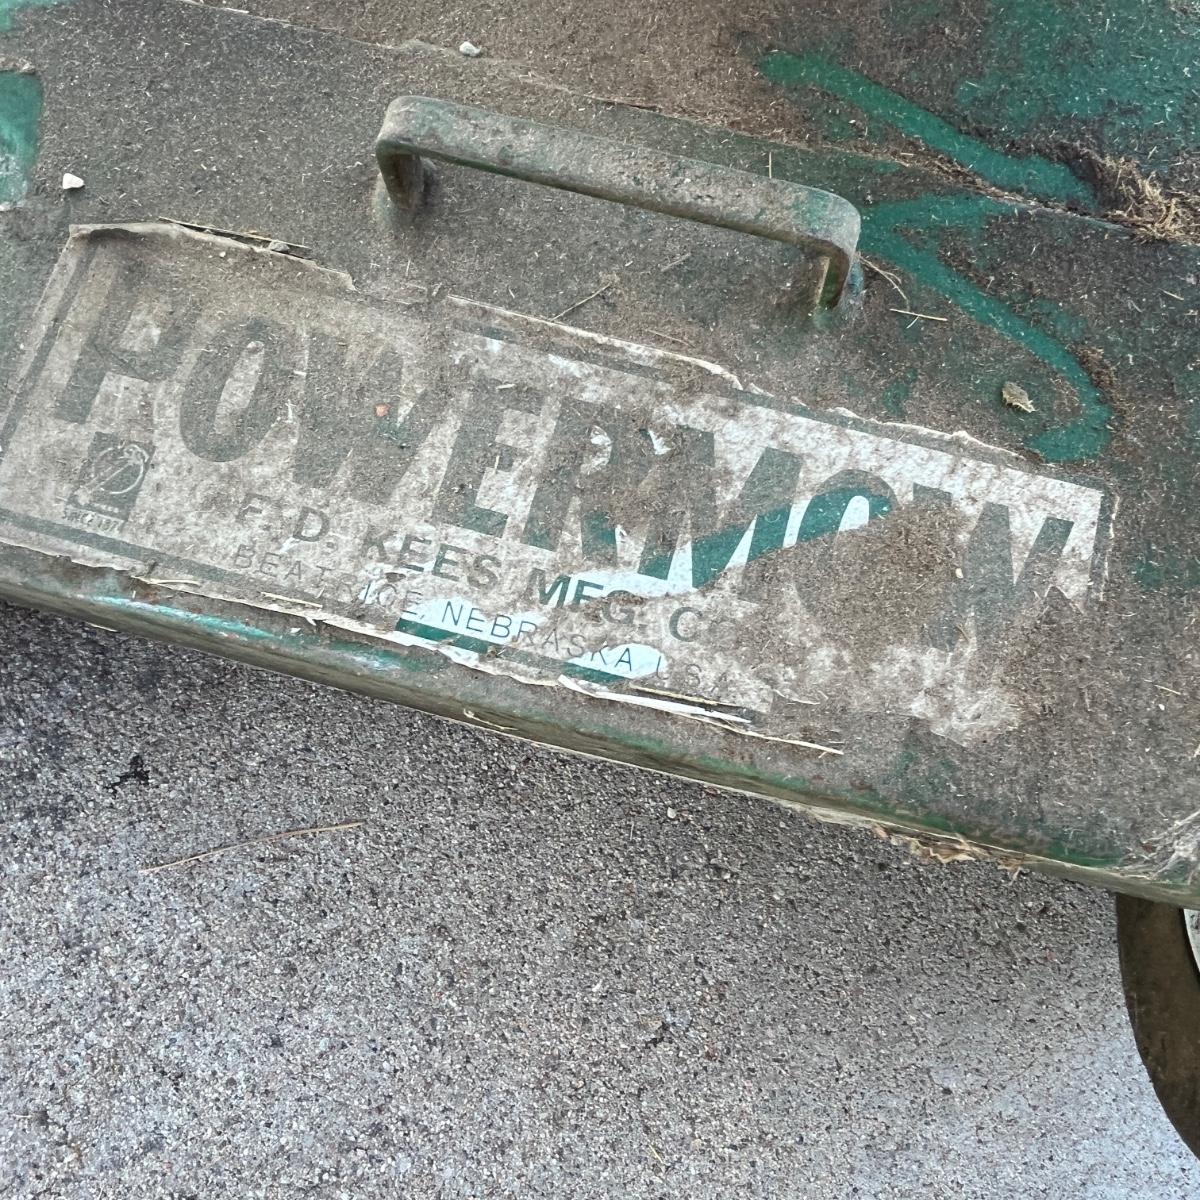 POWERMOW
F. D. KEES MFG. C
BEATRICE, NEBRASKA U.S.